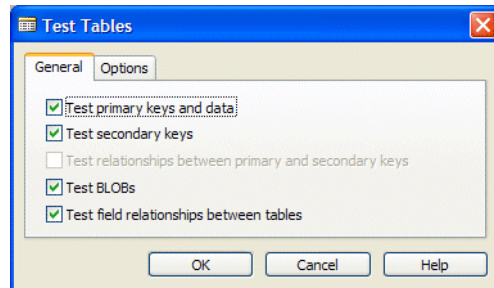 Test Tables
General Options
Test primary keys and data
Test secondary keys
Test relationships between primary and secondary keys
Test BLOBs
Test field relationships between tables
OK Cancel Help